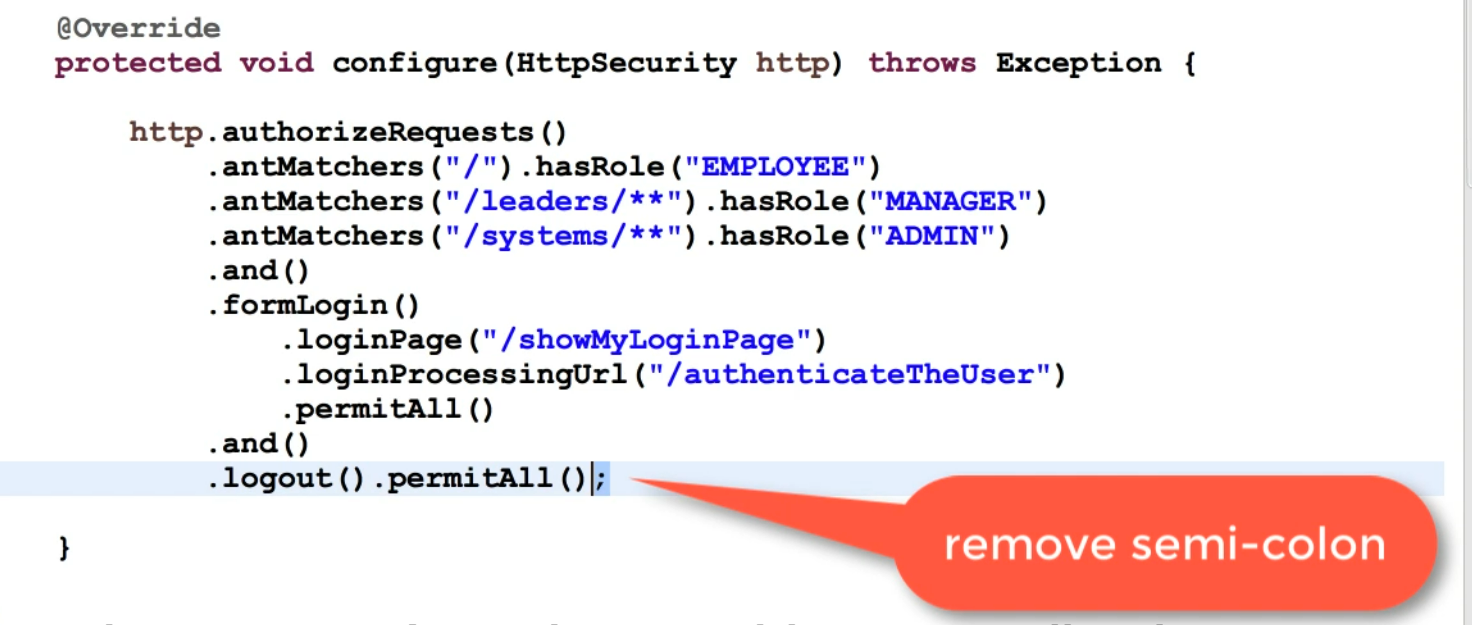 @Override
protected void configure(HttpSecurity http) throws Exception {
http.authorizeRequests()
.antMatchers("/").hasRole("EMPLOYEE")
.antMatchers("/leaders/**").hasRole("MANAGER")
.antMatchers("/systems/**").hasRole("ADMIN")
.and()
.formLogin()
.loginPage("/showMyLoginPage")
.loginProcessingUrl("/authenticateTheUser")
.permitAll()
.and()
.logout().permitAll();
remove semi-colon
}